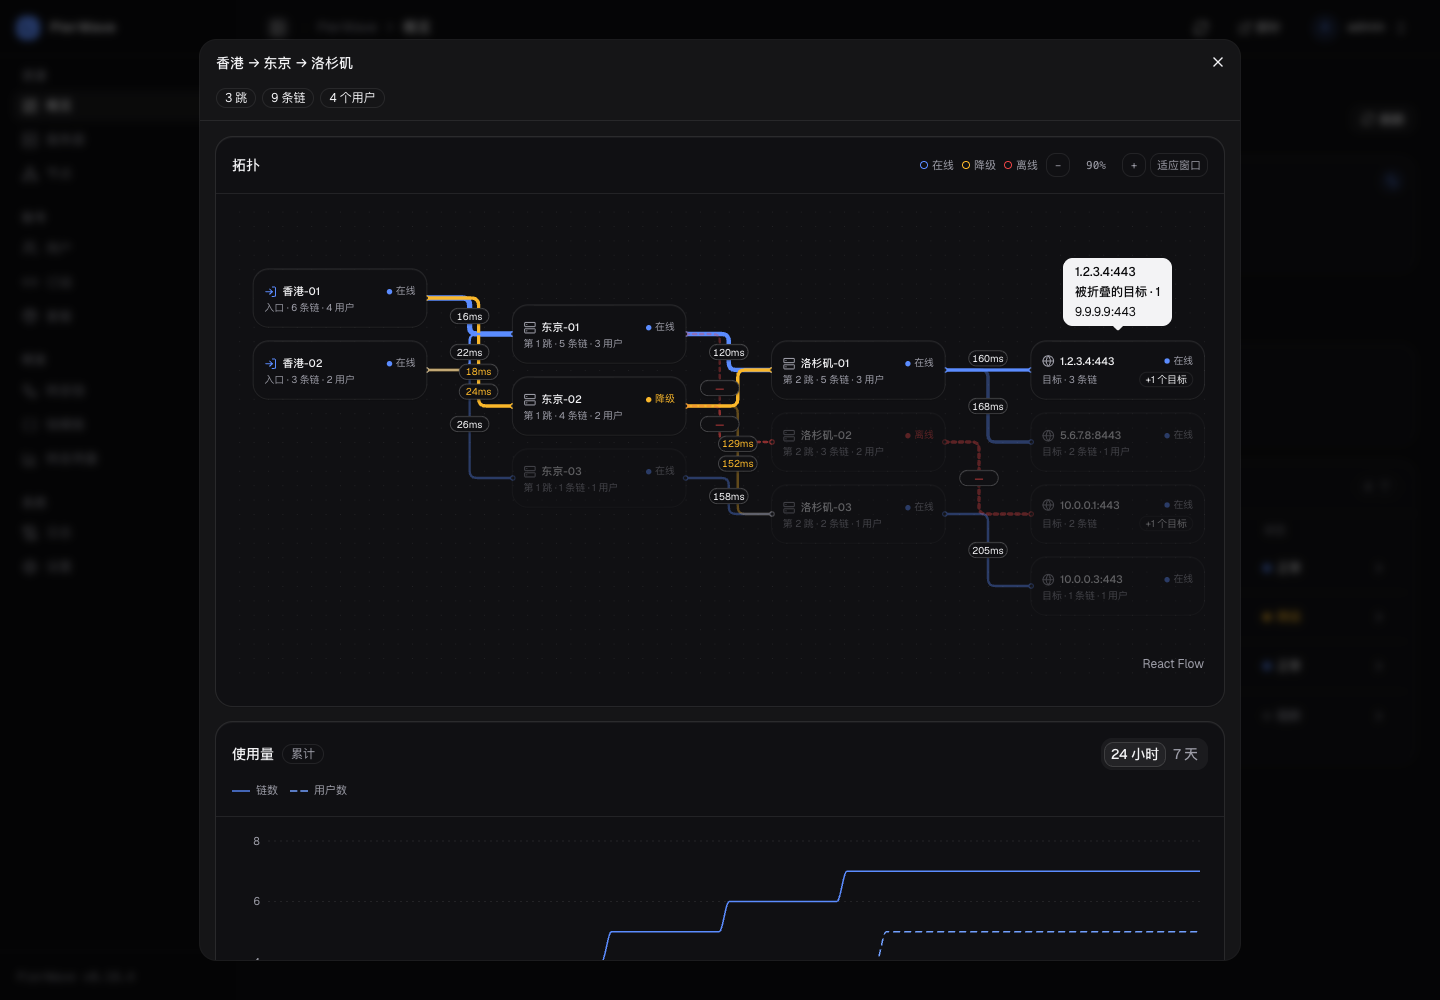 香港 → 东京 → 洛杉矶
3 跳
9 条链
4 个用户
拓扑
在线
降级
离线
−
90%
+
适应窗口
1.2.3.4:443
被折叠的目标 · 1
9.9.9.9:443
香港-01
在线
入口 · 6 条链 · 4 用户
香港-02
在线
入口 · 3 条链 · 2 用户
16ms
22ms
18ms
24ms
26ms
东京-01
在线
第 1 跳 · 5 条链 · 3 用户
东京-02
降级
第 1 跳 · 4 条链 · 2 用户
东京-03
在线
第 1 跳 · 1 条链 · 1 用户
120ms
—
—
129ms
152ms
158ms
洛杉矶-01
在线
第 2 跳 · 5 条链 · 3 用户
洛杉矶-02
离线
第 2 跳 · 2 条链 · 3 用户
洛杉矶-03
在线
第 2 跳 · 2 条链 · 1 用户
160ms
168ms
—
205ms
1.2.3.4:443
在线
目标 · 3 条链
+1 个目标
5.6.7.8:8443
在线
目标 · 2 条链 · 1 用户
10.0.0.1:443
在线
目标 · 2 条链
+1 个目标
10.0.0.3:443
在线
目标 · 1 条链 · 1 用户
React Flow
使用量
累计
24 小时
7 天
链数
用户数
8
6